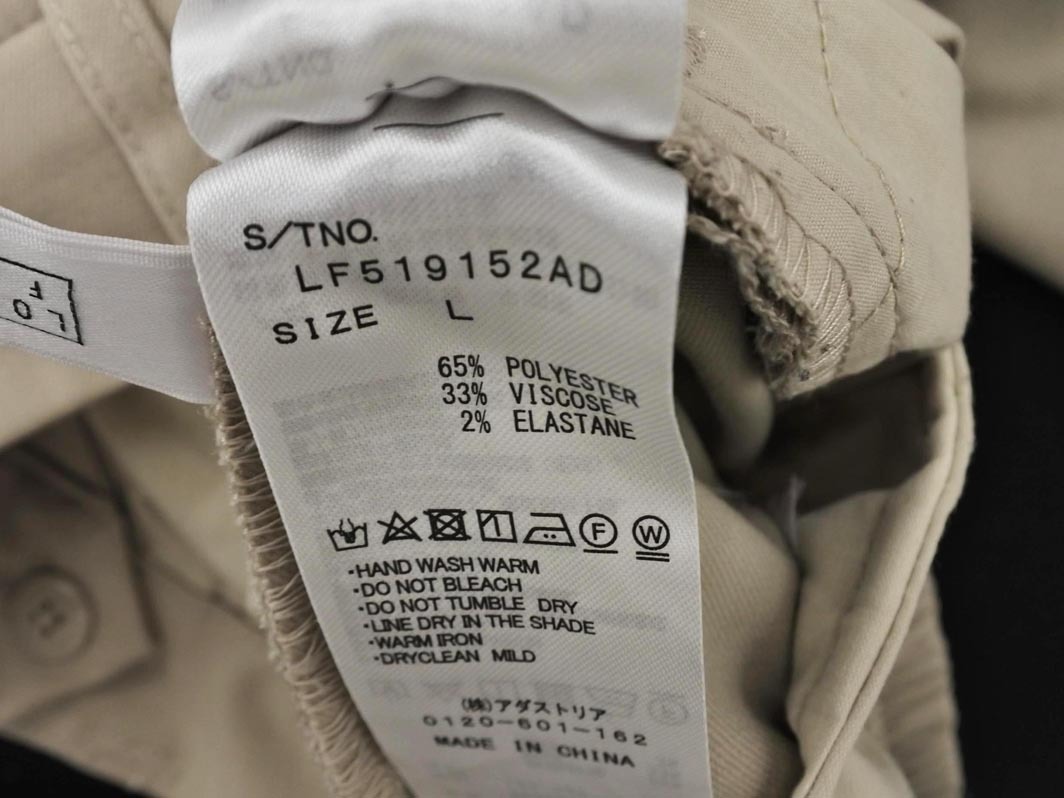 S/TNO.
LF519152AD
SIZE L
65% POLYESTER
33% VISCOSE
2% ELASTANE
F W
·HAND WASH WARM
·DO NOT BLEACH
·DO NOT TUMBLE DRY
·LINE DRY IN THE SHADE
·WARM IRON
·DRYCLEAN MILD
(株)アダストリア
0120-601-162
MADE IN CHINA